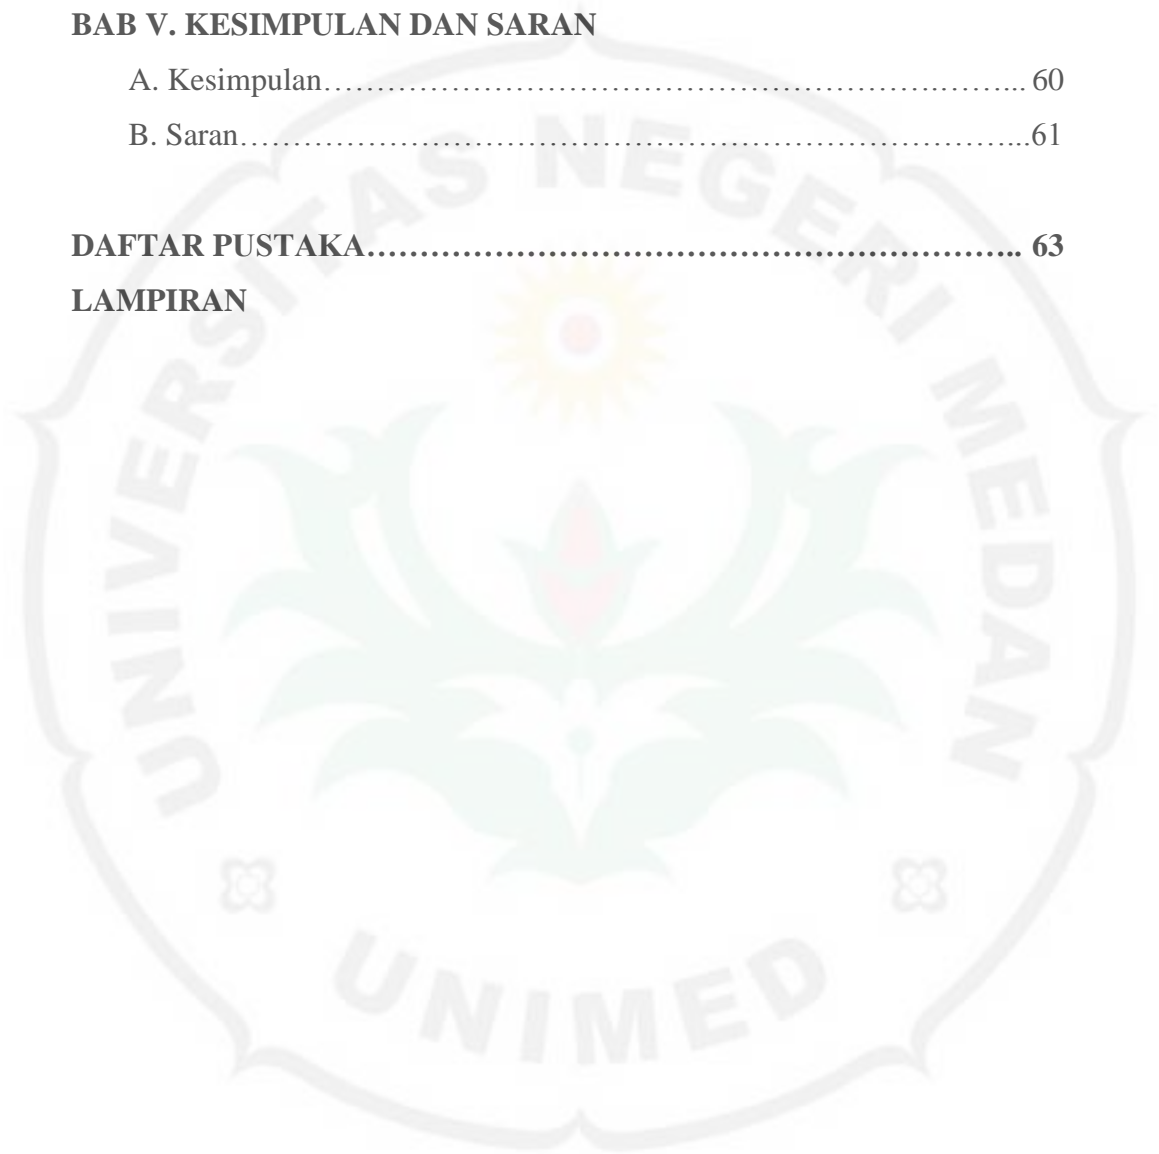 BAB V. KESIMPULAN DAN SARAN
A. Kesimpulan……………………………………………………….……... 60
B. Saran…………………………………………………………………...61
DAFTAR PUSTAKA…………………………………………………….. 63
LAMPIRAN
UNIVERSITAS NEGERI MEDAN
UNIMED